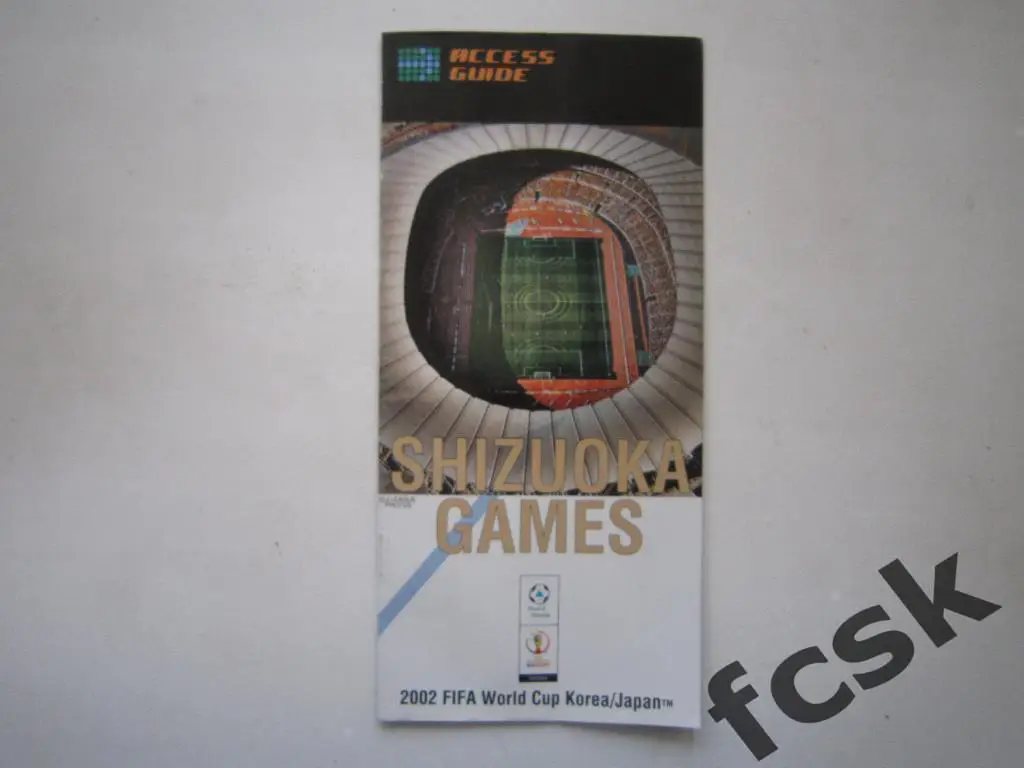 ACCESS
GUIDE
SHIZUOKA
GAMES
2002 FIFA World Cup Korea/Japan™
fcsk